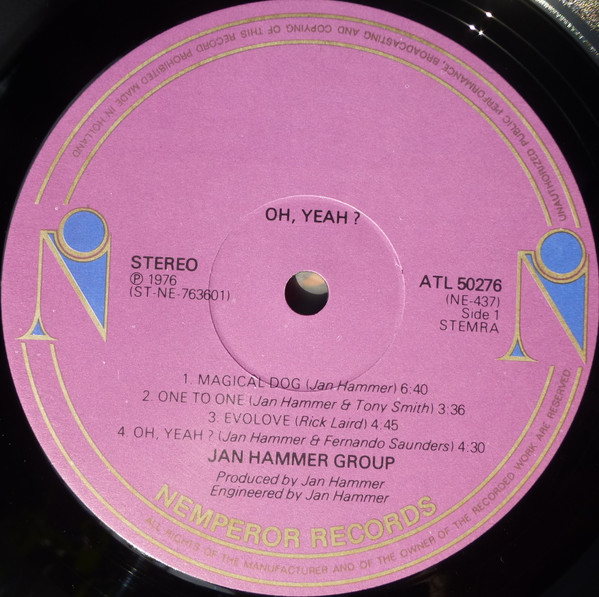 UNAUTHORIZED PUBLIC PERFORMANCE, BROADCASTING AND COPYING OF THIS RECORD PROHIBITED MADE IN HOLLAND
OH, YEAH ?
STEREO
Ⓟ 1976
(ST-NE-763601)
ATL 50276
(NE-437)
Side 1
STEMRA
1. MAGICAL DOG (Jan Hammer) 6:40
2. ONE TO ONE (Jan Hammer & Tony Smith) 3:36
3. EVOLOVE (Rick Laird) 4:45
4. OH, YEAH ? (Jan Hammer & Fernando Saunders) 4:30
JAN HAMMER GROUP
Produced by Jan Hammer
Engineered by Jan Hammer
NEMPEROR RECORDS
ALL RIGHTS OF THE MANUFACTURER AND OF THE OWNER OF THE RECORDED WORK ARE RESERVED